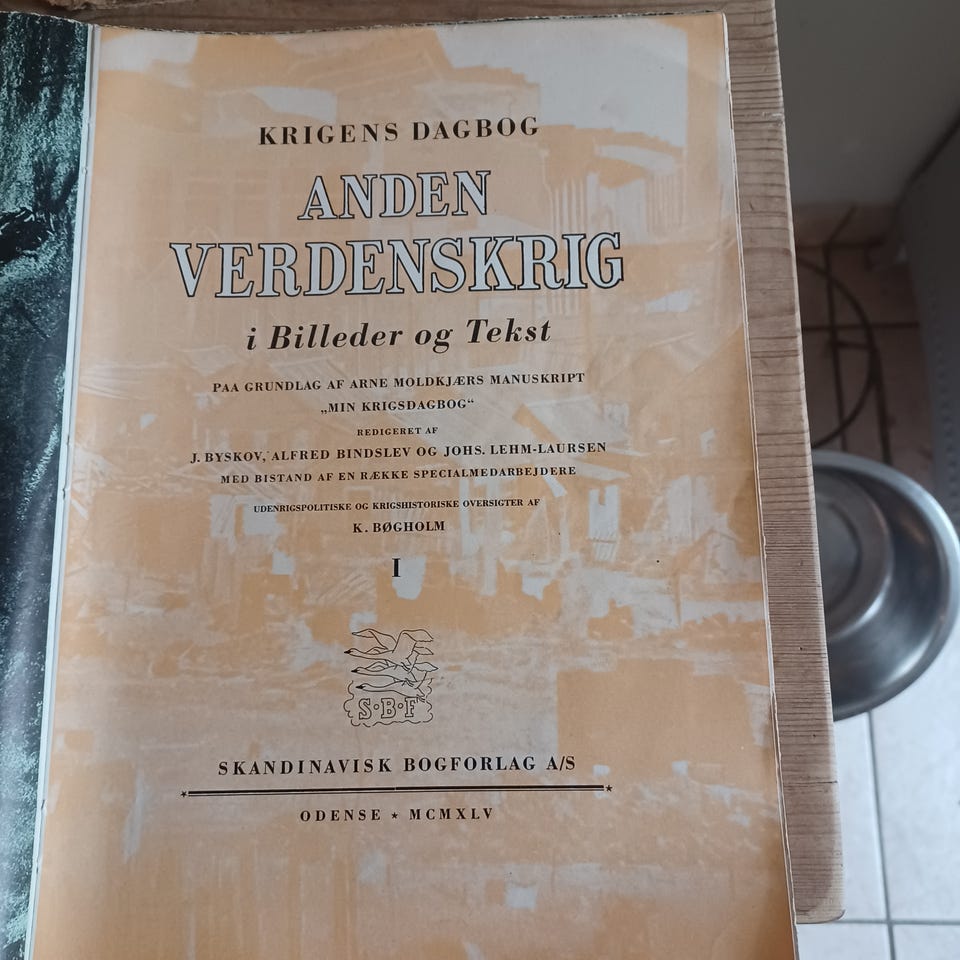 KRIGENS DAGBOG
ANDEN
VERDENSKRIG
i Billeder og Tekst
PAA GRUNDLAG AF ARNE MOLDKJÆRS MANUSKRIPT
„MIN KRIGSDAGBOG“
REDIGERET AF
J. BYSKOV, ALFRED BINDSLEV OG JOHS. LEHM-LAURSEN
MED BISTAND AF EN RÆKKE SPECIALMEDARBEJDERE
UDENRIGSPOLITISKE OG KRIGSHISTORISKE OVERSIGTER AF
K. BØGHOLM
I
S·B·F
SKANDINAVISK BOGFORLAG A/S
ODENSE ★ MCMXLV